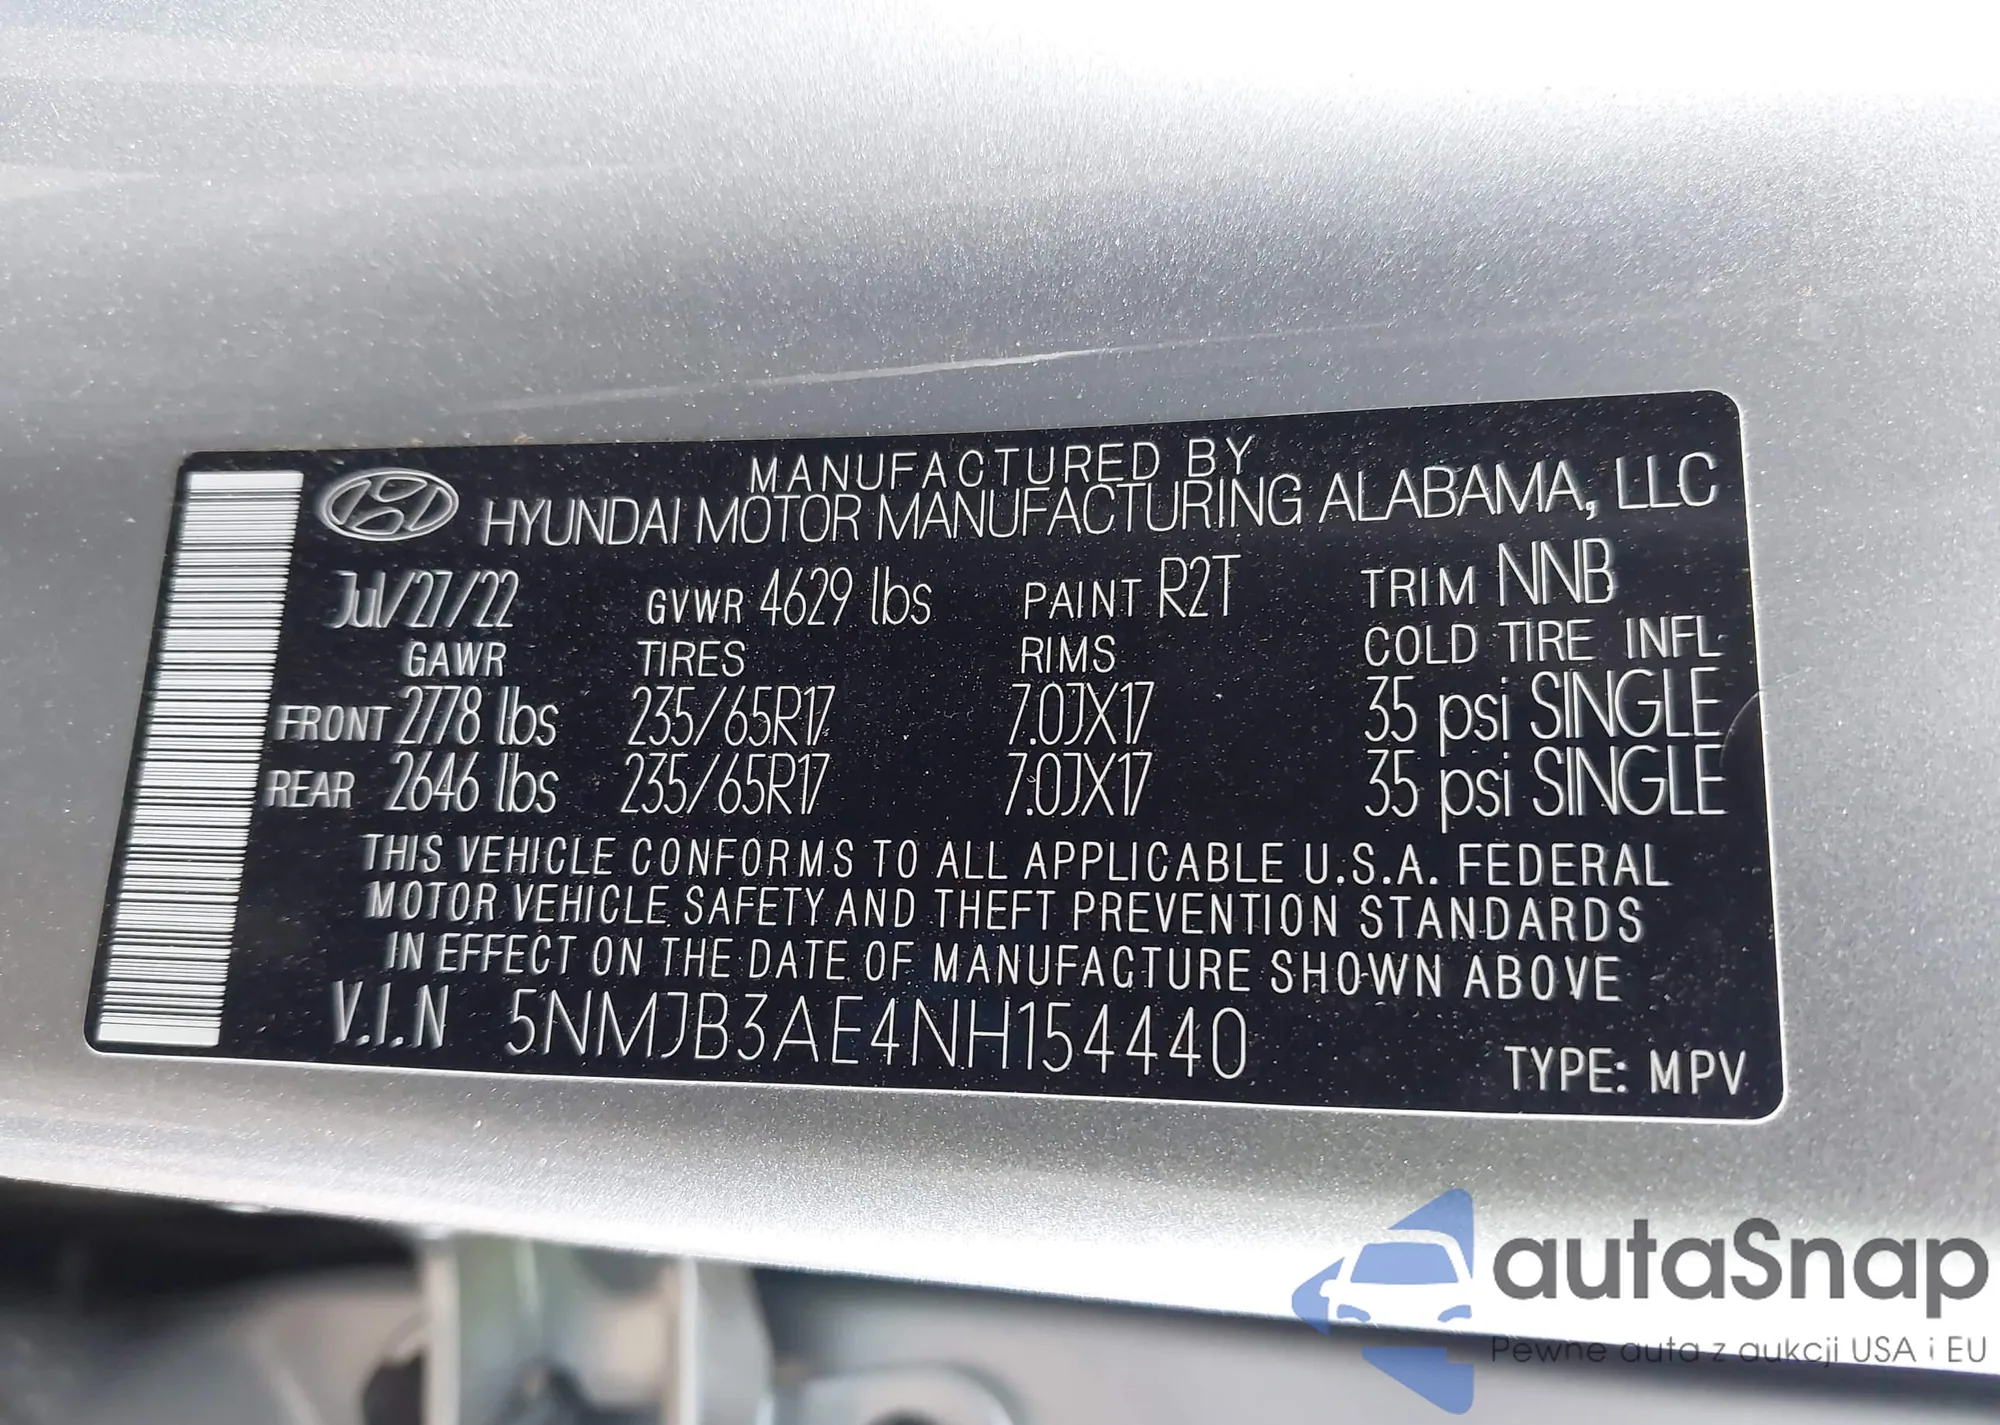 MANUFACTURED BY
HYUNDAI MOTOR MANUFACTURING ALABAMA, LLC
Jul/27/22 GVWR 4629 lbs PAINT R2T TRIM NNB
GAWR TIRES RIMS COLD TIRE INFL
FRONT 2778 lbs 235/65R17 7.0JX17 35 psi SINGLE
REAR 2646 lbs 235/65R17 7.0JX17 35 psi SINGLE
THIS VEHICLE CONFORMS TO ALL APPLICABLE U.S.A. FEDERAL
MOTOR VEHICLE SAFETY AND THEFT PREVENTION STANDARDS
IN EFFECT ON THE DATE OF MANUFACTURE SHOWN ABOVE
V.I.N 5NMJB3AE4NH154440
TYPE: MPV
autaSnap
Pewne auta z aukcji USA i EU